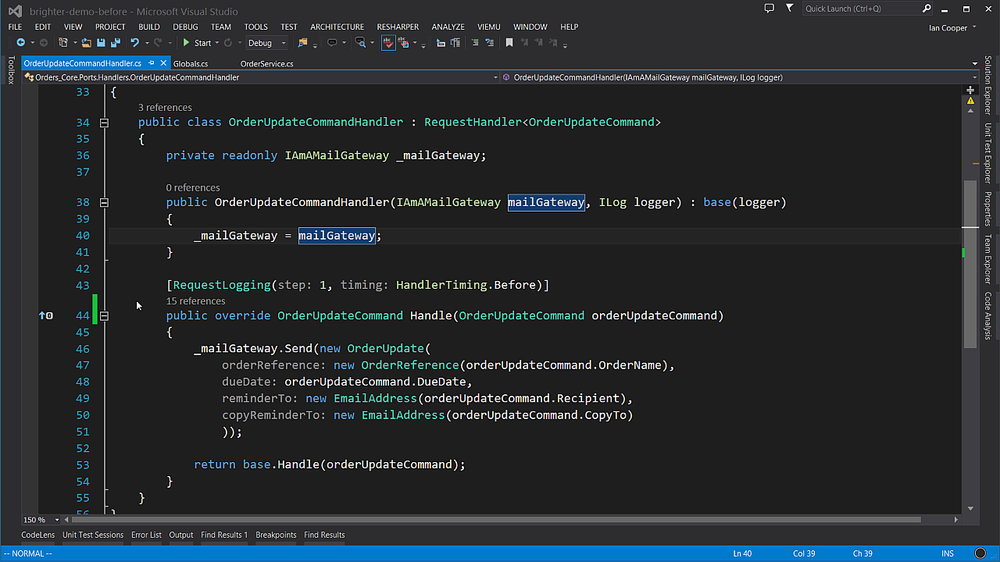 brighter-demo-before - Microsoft Visual Studio
Quick Launch (Ctrl+Q)
FILE EDIT VIEW PROJECT BUILD DEBUG TEAM TOOLS TEST ARCHITECTURE RESHARPER ANALYZE VIEMU WINDOW HELP
Ian Cooper
Start
Debug
Toolbox
OrderUpdateCommandHandler.cs
Globals.cs
OrderService.cs
Orders_Core.Ports.Handlers.OrderUpdateCommandHandler
OrderUpdateCommandHandler(IAmAMailGateway mailGateway, ILog logger)
33 {
3 references
34 public class OrderUpdateCommandHandler : RequestHandler<OrderUpdateCommand>
35 {
36 private readonly IAmAMailGateway _mailGateway;
37
0 references
38 public OrderUpdateCommandHandler(IAmAMailGateway mailGateway, ILog logger) : base(logger)
39 {
40 _mailGateway = mailGateway;
41 }
42
43 [RequestLogging(step: 1, timing: HandlerTiming.Before)]
15 references
44 public override OrderUpdateCommand Handle(OrderUpdateCommand orderUpdateCommand)
45 {
46 _mailGateway.Send(new OrderUpdate(
47 orderReference: new OrderReference(orderUpdateCommand.OrderName),
48 dueDate: orderUpdateCommand.DueDate,
49 reminderTo: new EmailAddress(orderUpdateCommand.Recipient),
50 copyReminderTo: new EmailAddress(orderUpdateCommand.CopyTo)
51 ));
52
53 return base.Handle(orderUpdateCommand);
54 }
55 }
56 }
Solution Explorer
Unit Test Explorer
Properties
Team Explorer
Code Analysis
150 %
CodeLens Unit Test Sessions Error List Output Find Results 1 Breakpoints Find Results
-- NORMAL --
Ln 40 Col 39 Ch 39 INS